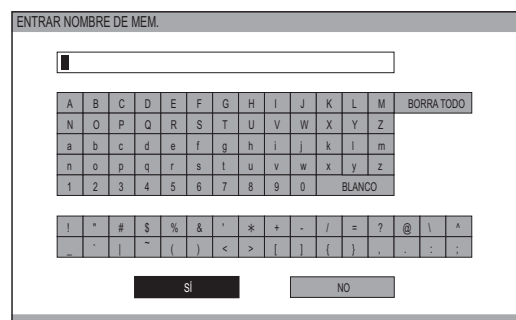 ENTRAR NOMBRE DE MEM.
A B C D E F G H I J K L M BORRA TODO
N O P Q R S T U V W X Y Z
a b c d e f g h i j k l m
n o p q r s t u v w x y z
1 2 3 4 5 6 7 8 9 0 BLANCO
! " # $ % & ' * + - / = ? @ \ ^
_ ` | ~ ( ) < > [ ] { } , . : ;
SÍ NO